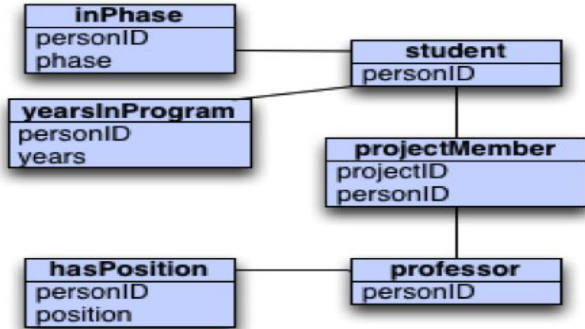 inPhase
personID
phase
student
personID
yearsInProgram
personID
years
projectMember
projectID
personID
hasPosition
personID
position
professor
personID